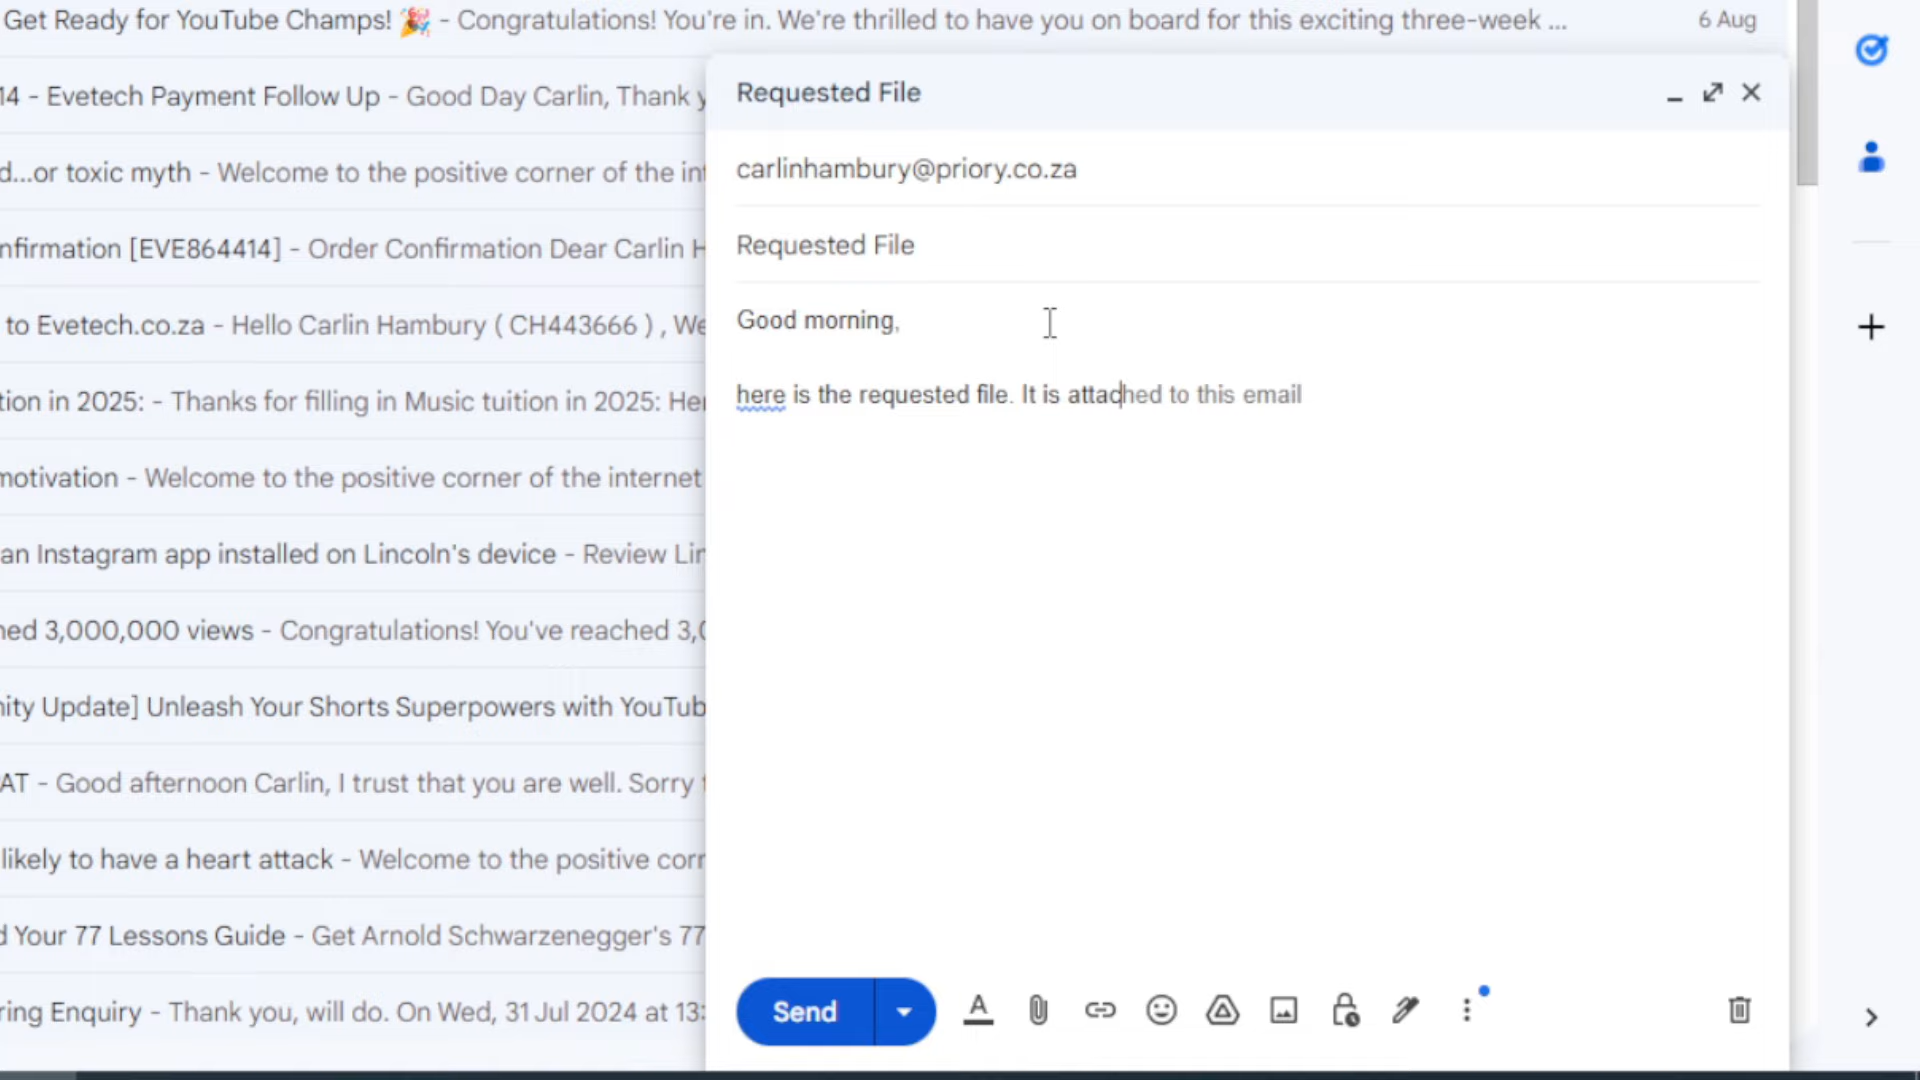 Get Ready for YouTube Champs! 🎉 - Congratulations! You're in. We're thrilled to have you on board for this exciting three-week ... 6 Aug
14 - Evetech Payment Follow Up - Good Day Carlin, Thank y
d...or toxic myth - Welcome to the positive corner of the in
nfirmation [EVE864414] - Order Confirmation Dear Carlin H
to Evetech.co.za - Hello Carlin Hambury ( CH443666 ) , We
tion in 2025: - Thanks for filling in Music tuition in 2025: Her
motivation - Welcome to the positive corner of the internet
an Instagram app installed on Lincoln's device - Review Lin
hed 3,000,000 views - Congratulations! You've reached 3,0
nity Update] Unleash Your Shorts Superpowers with YouTub
AT - Good afternoon Carlin, I trust that you are well. Sorry
likely to have a heart attack - Welcome to the positive corr
d Your 77 Lessons Guide - Get Arnold Schwarzenegger's 77
ring Enquiry - Thank you, will do. On Wed, 31 Jul 2024 at 13:
Requested File
carlinhambury@priory.co.za
Requested File
Good morning,
here is the requested file. It is attached to this email
Send